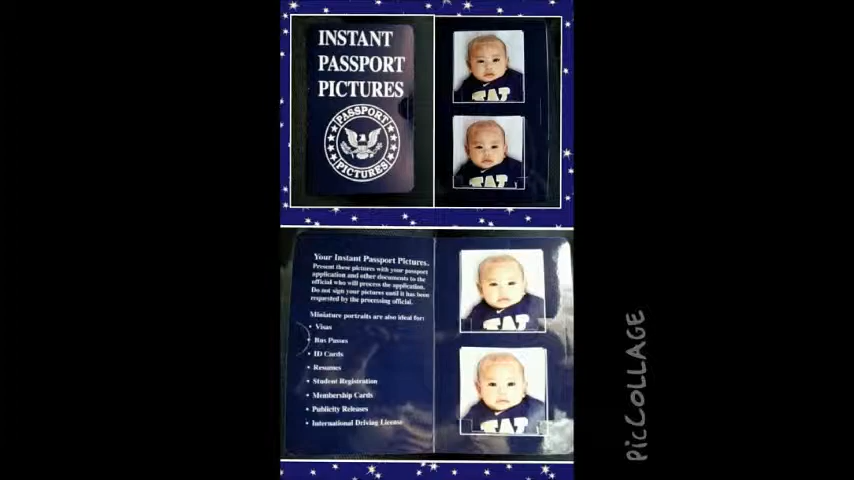 INSTANT
PASSPORT
PICTURES
PASSPORT
PICTURES
Your Instant Passport Pictures.
Present these pictures with your passport
application and other documents to the
official who will process the application.
Do not sign your pictures until it has been
requested by the processing official.
Miniature portraits are also ideal for:
• Visas
• Bus Passes
• ID Cards
• Resumes
• Student Registration
• Membership Cards
• Publicity Releases
• International Driving License
PicCOLLAGE